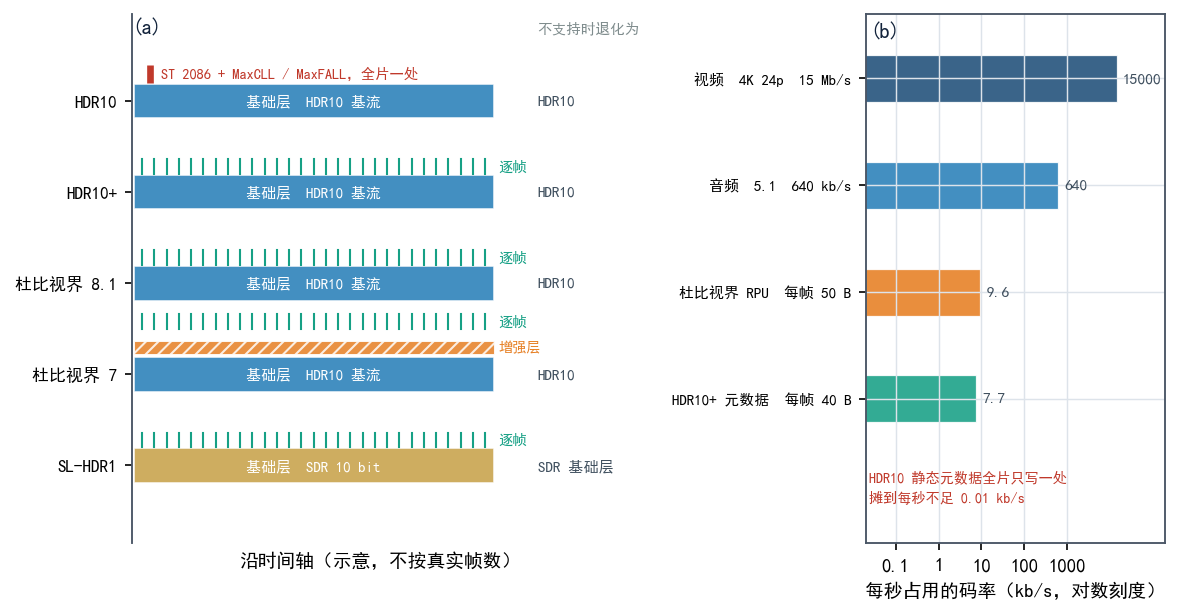 (a)
不支持时退化为
ST 2086 + MaxCLL / MaxFALL, 全片一处
HDR10
基础层 HDR10 基流
HDR10
逐帧
HDR10+
基础层 HDR10 基流
HDR10
逐帧
杜比视界 8.1
基础层 HDR10 基流
HDR10
逐帧
增强层
杜比视界 7
基础层 HDR10 基流
HDR10
逐帧
SL-HDR1
基础层 SDR 10 bit
SDR 基础层
沿时间轴（示意，不按真实帧数）
(b)
视频 4K 24p 15 Mb/s
15000
音频 5.1 640 kb/s
640
杜比视界 RPU 每帧 50 B
9.6
HDR10+ 元数据 每帧 40 B
7.7
HDR10 静态元数据全片只写一处
摊到每秒不足 0.01 kb/s
0.1 1 10 100 1000
每秒占用的码率（kb/s，对数刻度）